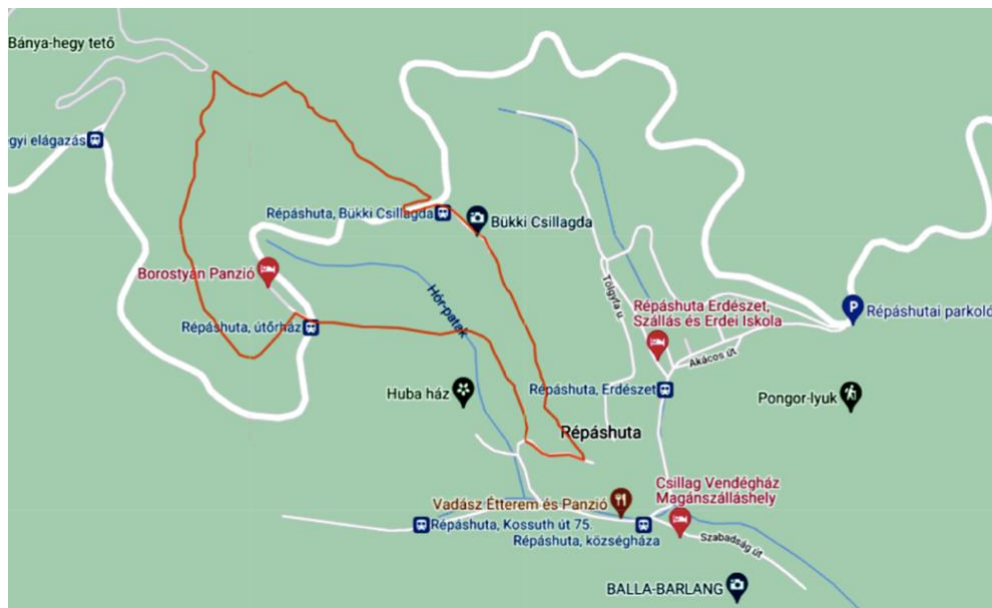 Bánya-hegy tető
gyi elágazás
Répáshuta, Bükki Csillagda
Bükki Csillagda
Borostyán Panzió
Hór-patak
Tölgyfa u
Répáshuta Erdészet,
Szállás és Erdei Iskola
P
Répáshutai parkoló
Répáshuta, útőrház
Akácos út
Huba ház
Répáshuta, Erdészet
Pongor-lyuk
Répáshuta
Csillag Vendégház
Magánszálláshely
Vadász Étterem és Panzió
Répáshuta, Kossuth út 75.
Répáshuta, községháza
Szabadság út
BALLA-BARLANG